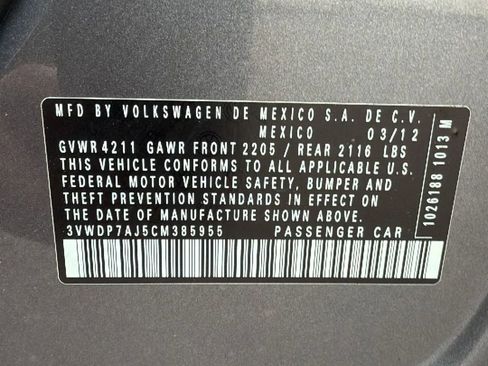 MFD BY VOLKSWAGEN DE MEXICO S.A. DE C.V.
MEXICO 03/12
GVWR 4211 GAWR FRONT 2205 / REAR 2116 LBS
THIS VEHICLE CONFORMS TO ALL APPLICABLE U.S.
FEDERAL MOTOR VEHICLE SAFETY, BUMPER AND
THEFT PREVENTION STANDARDS IN EFFECT ON
THE DATE OF MANUFACTURE SHOWN ABOVE.
3VWDP7AJ5CM385955 PASSENGER CAR
1026188 1013 M